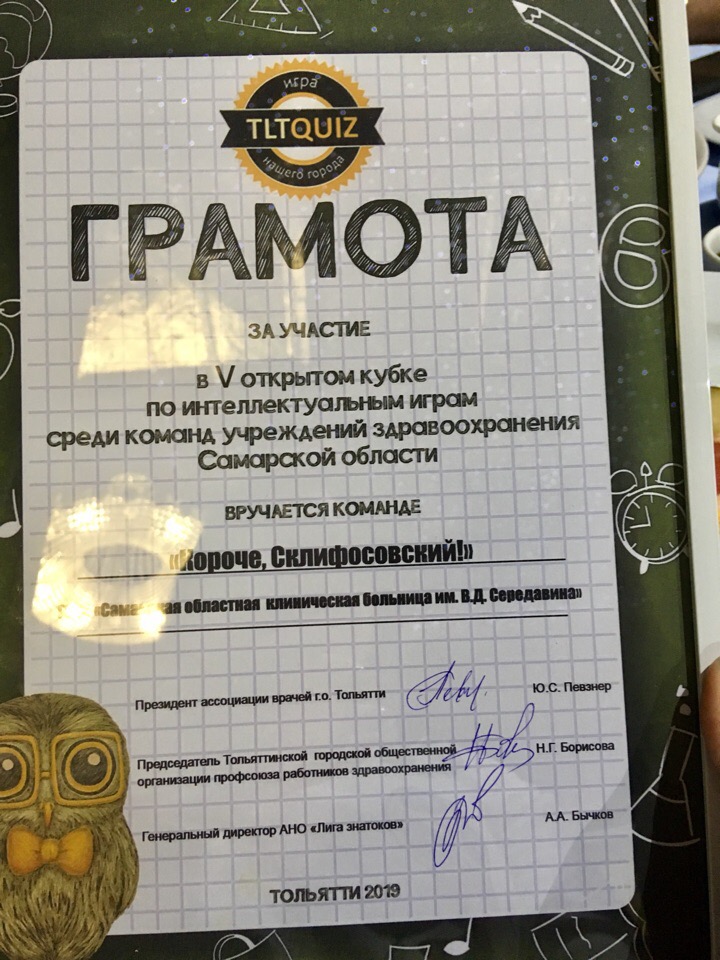 игра
TLTQUIZ
нашего города
ГРАМОТА
ЗА УЧАСТИЕ
в V открытом кубке
по интеллектуальным играм
среди команд учреждений здравоохранения
Самарской области
ВРУЧАЕТСЯ КОМАНДЕ
«Короче, Склифосовский!»
«Самарская областная клиническая больница им. В.Д. Середавина»
Президент ассоциации врачей г.о. Тольятти
Ю.С. Певзнер
Председатель Тольяттинской городской общественной
организации профсоюза работников здравоохранения
Н.Г. Борисова
Генеральный директор АНО «Лига знатоков»
А.А. Бычков
ТОЛЬЯТТИ 2019